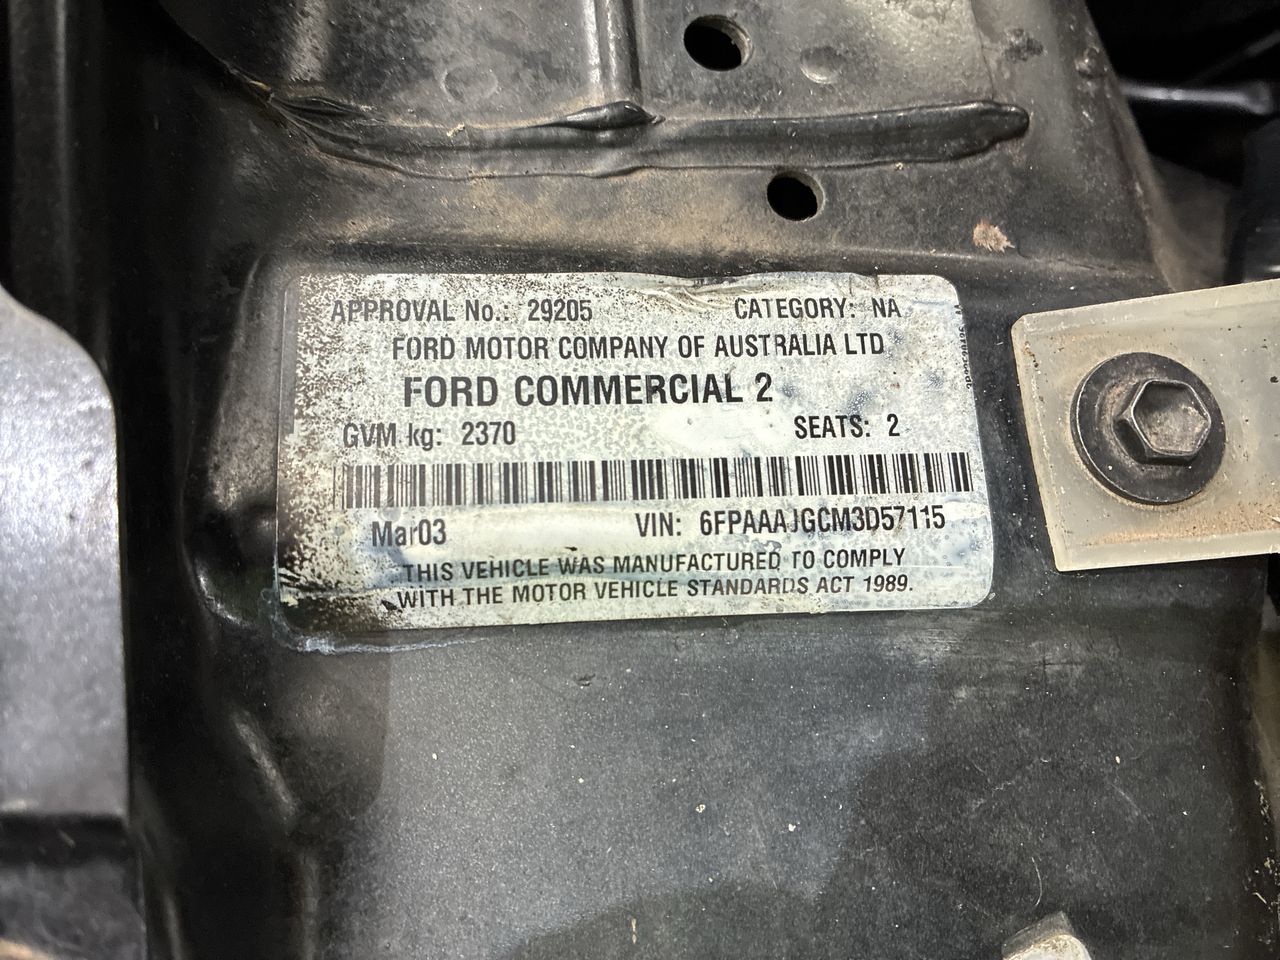 APPROVAL No.: 29205 CATEGORY: NA
FORD MOTOR COMPANY OF AUSTRALIA LTD
FORD COMMERCIAL 2
GVM kg: 2370 SEATS: 2
Mar03 VIN: 6FPAAAJGCM3D57115
THIS VEHICLE WAS MANUFACTURED TO COMPLY
WITH THE MOTOR VEHICLE STANDARDS ACT 1989.